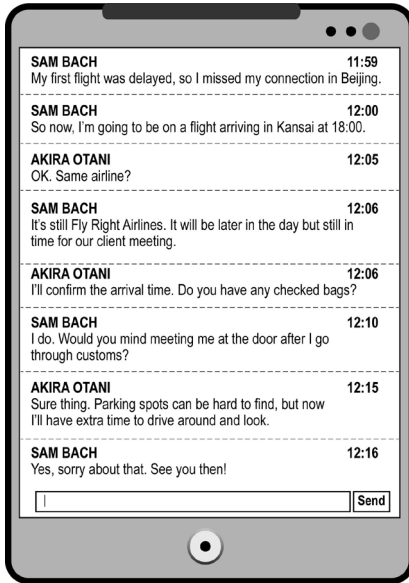 SAM BACH 11:59
My first flight was delayed, so I missed my connection in Beijing.
SAM BACH 12:00
So now, I'm going to be on a flight arriving in Kansai at 18:00.
AKIRA OTANI 12:05
OK. Same airline?
SAM BACH 12:06
It's still Fly Right Airlines. It will be later in the day but still in
time for our client meeting.
AKIRA OTANI 12:06
I'll confirm the arrival time. Do you have any checked bags?
SAM BACH 12:10
I do. Would you mind meeting me at the door after I go
through customs?
AKIRA OTANI 12:15
Sure thing. Parking spots can be hard to find, but now
I'll have extra time to drive around and look.
SAM BACH 12:16
Yes, sorry about that. See you then!
Send